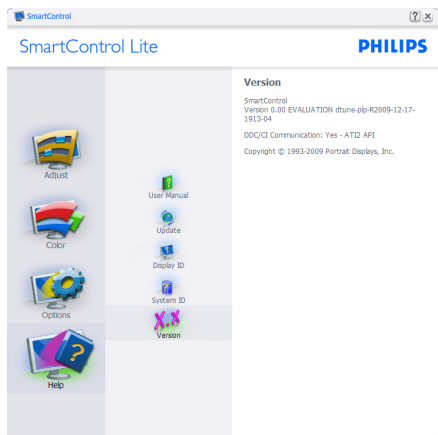 SmartControl
SmartControl Lite
PHILIPS
Adjust
Color
Options
Help
User Manual
Update
Display ID
System ID
X.X
Version
Version
SmartControl
Version 0.00 EVALUATION dtune-plp-R2009-12-17-
1913-04
DDC/CI Communication: Yes - ATI2 API
Copyright © 1993-2009 Portrait Displays, Inc.